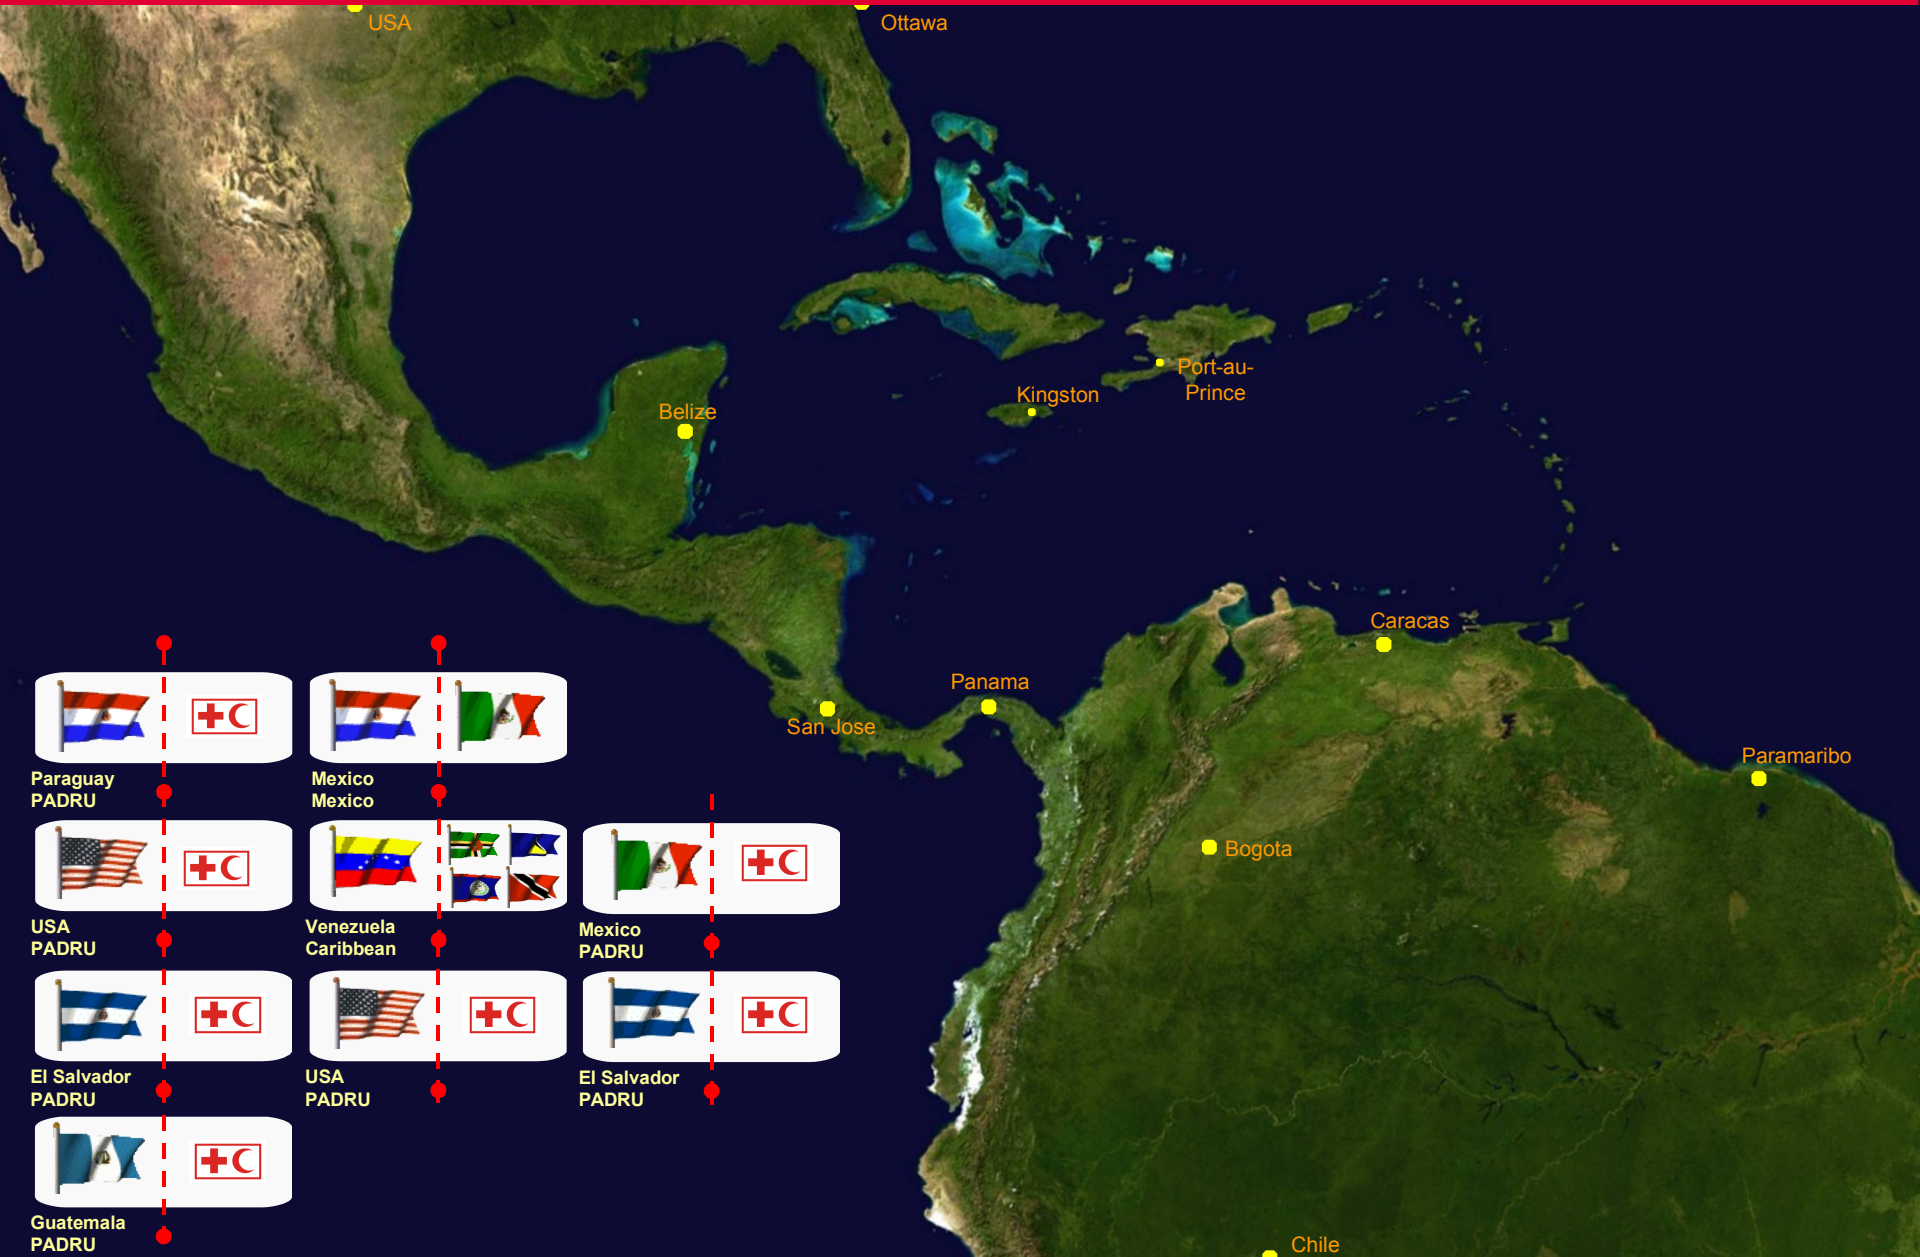 USA
Ottawa
Port-au-
Prince
Kingston
Belize
Caracas
Panama
San Jose
Paramaribo
Bogota
Chile
Paraguay
PADRU
Mexico
Mexico
USA
PADRU
Venezuela
Caribbean
Mexico
PADRU
El Salvador
PADRU
USA
PADRU
El Salvador
PADRU
Guatemala
PADRU